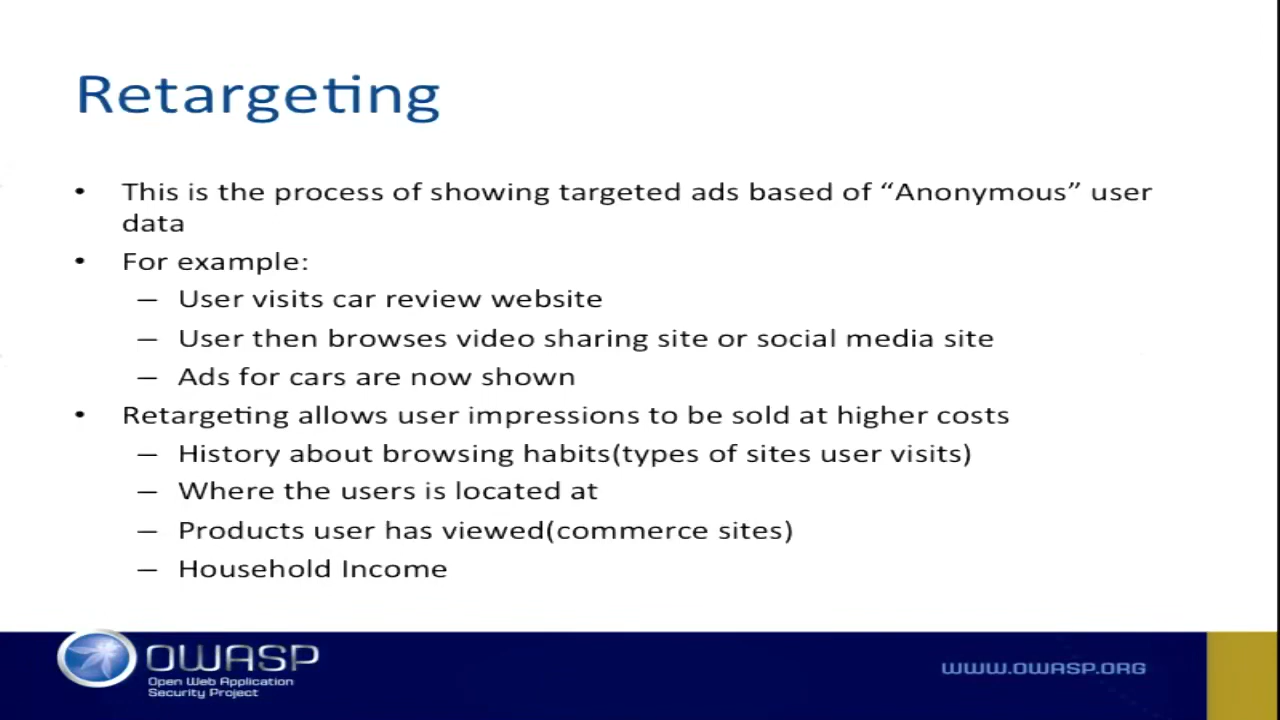 Retargeting
• This is the process of showing targeted ads based of “Anonymous” user
data
• For example:
– User visits car review website
– User then browses video sharing site or social media site
– Ads for cars are now shown
• Retargeting allows user impressions to be sold at higher costs
– History about browsing habits(types of sites user visits)
– Where the users is located at
– Products user has viewed(commerce sites)
– Household Income
OWASP
Open Web Application
Security Project
WWW.OWASP.ORG